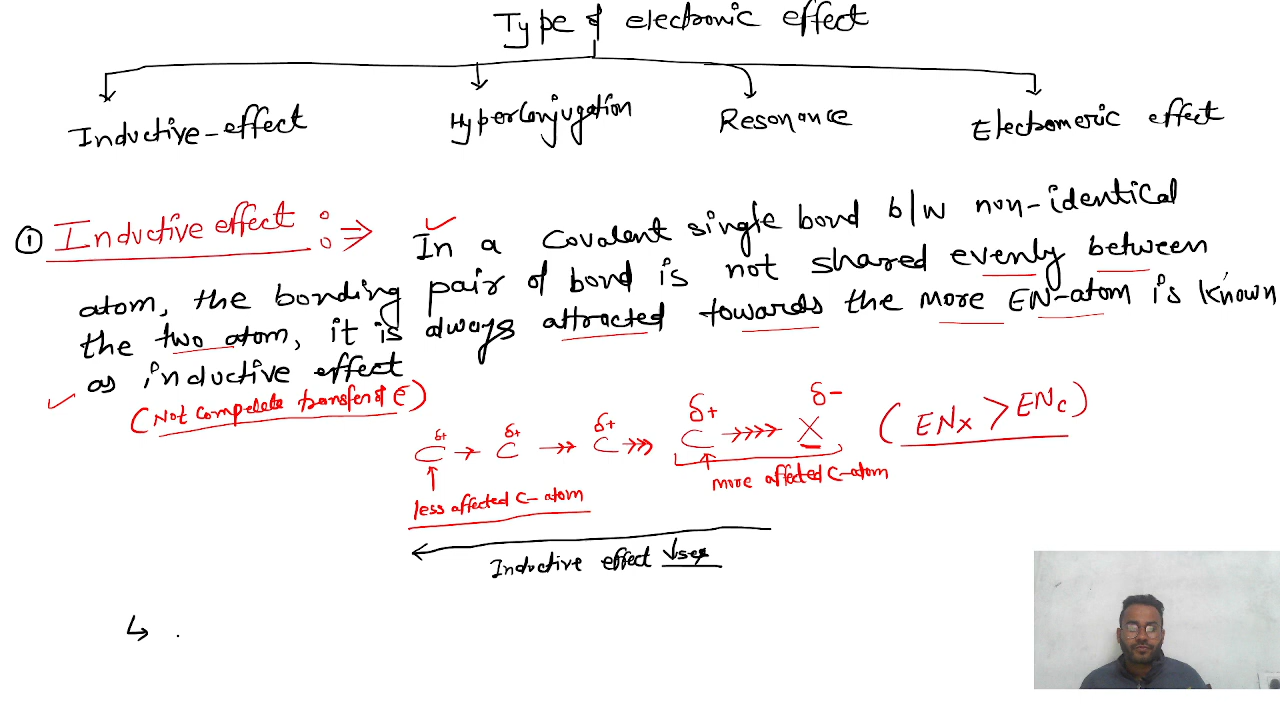 Type of electronic effect
Inductive-effect Hyperconjugation Resonance Electromeric effect
① Inductive effect : ⇒ In a covalent single bond b/w non-identical
atom, the bonding pair of bond is not shared evenly between
the two atom, it is always attracted towards the more EN-atom is known
as inductive effect
(Not compelete transfer of e̅)
δ+ δ+ δ+ δ+ δ-
C → C →→ C →→→ C →→→→ X (ENx > ENc)
less affected C-atom more affected C-atom
Inductive effect ↓ses
↳ .